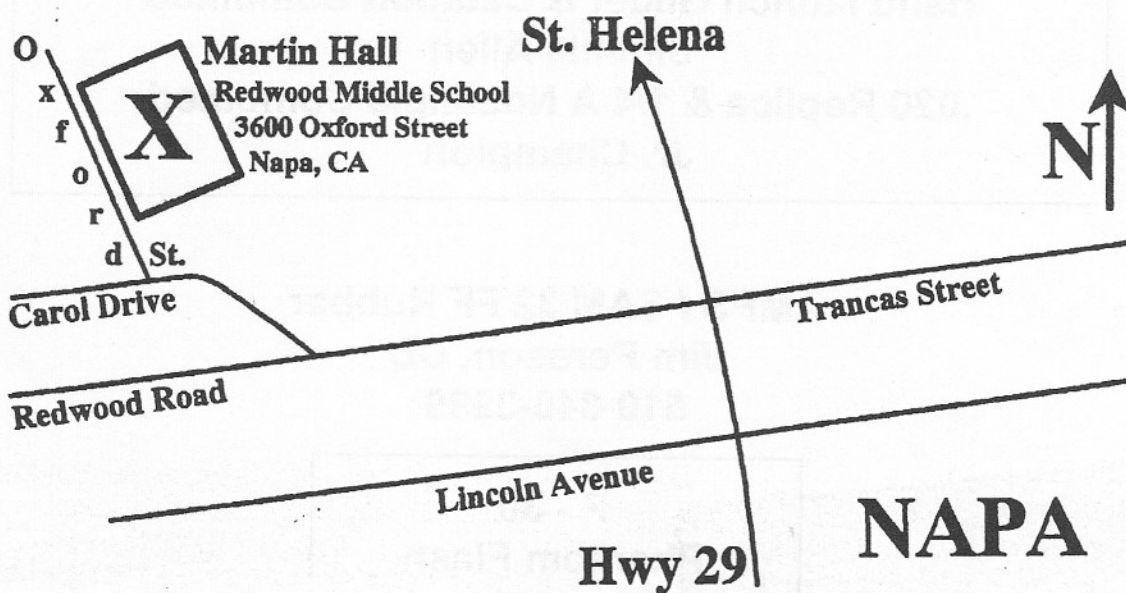 Martin Hall
Redwood Middle School
3600 Oxford Street
Napa, CA
X
Oxford St.
St. Helena
N
Carol Drive
Trancas Street
Redwood Road
Lincoln Avenue
Hwy 29
NAPA